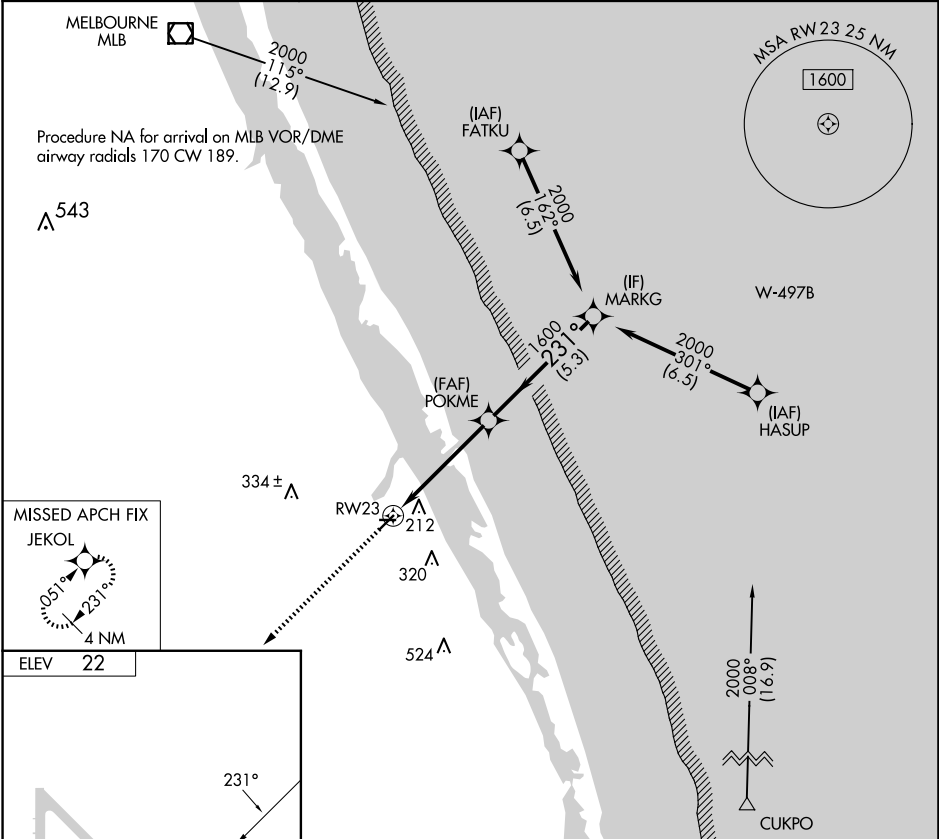 MELBOURNE
MLB
2000
115°
(12.9)
MSA RW 23 25 NM
1600
Procedure NA for arrival on MLB VOR/DME
airway radials 170 CW 189.
(IAF)
FATKU
2000
162°
(6.5)
543
(IF)
MARKG
W-497B
1600
231°
(5.3)
2000
301°
(6.5)
(FAF)
POKME
(IAF)
HASUP
334 ±
RW23
212
MISSED APCH FIX
JEKOL
051°
231°
4 NM
320
524
ELEV 22
2000
008°
(16.9)
231°
CUKPO